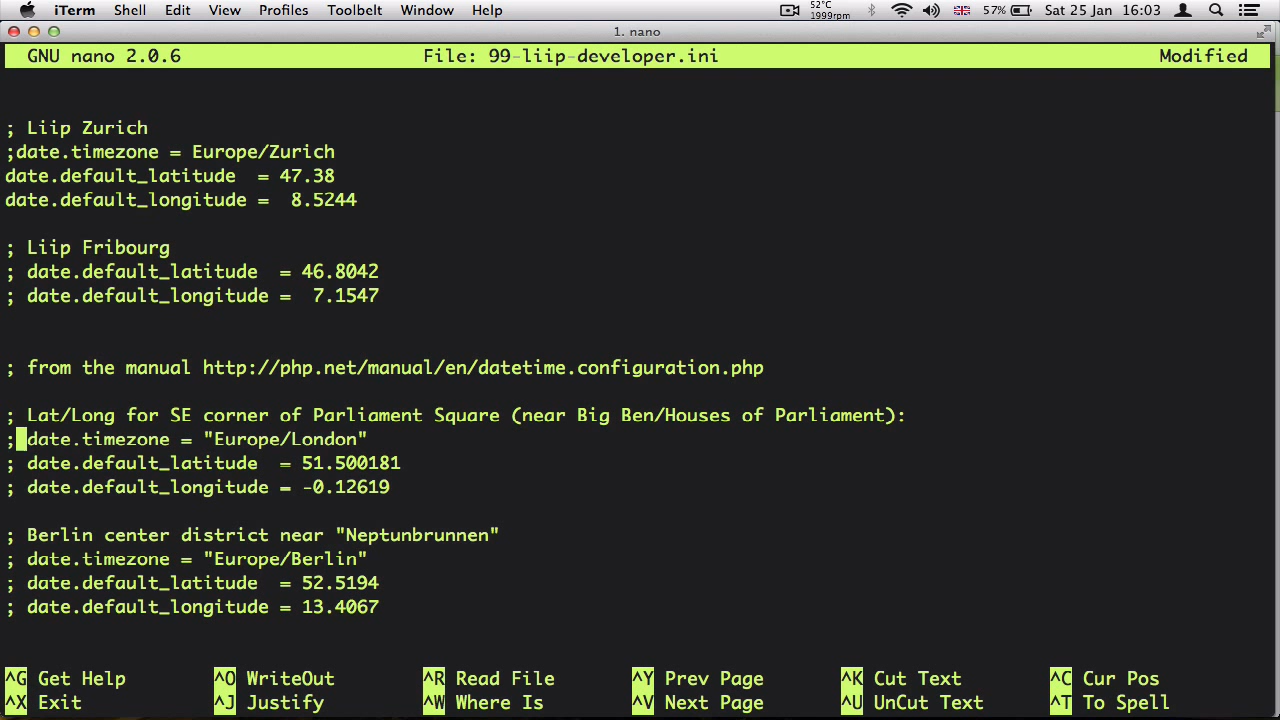 iTerm Shell Edit View Profiles Toolbelt Window Help 52°C 1999rpm 57% Sat 25 Jan 16:03
1. nano
GNU nano 2.0.6 File: 99-liip-developer.ini Modified
; Liip Zurich
;date.timezone = Europe/Zurich
date.default_latitude  = 47.38
date.default_longitude =  8.5244
; Liip Fribourg
; date.default_latitude  = 46.8042
; date.default_longitude =  7.1547
; from the manual http://php.net/manual/en/datetime.configuration.php
; Lat/Long for SE corner of Parliament Square (near Big Ben/Houses of Parliament):
; date.timezone = "Europe/London"
; date.default_latitude  = 51.500181
; date.default_longitude = -0.12619
; Berlin center district near "Neptunbrunnen"
; date.timezone = "Europe/Berlin"
; date.default_latitude  = 52.5194
; date.default_longitude = 13.4067
^G Get Help ^O WriteOut ^R Read File ^Y Prev Page ^K Cut Text ^C Cur Pos
^X Exit ^J Justify ^W Where Is ^V Next Page ^U UnCut Text ^T To Spell